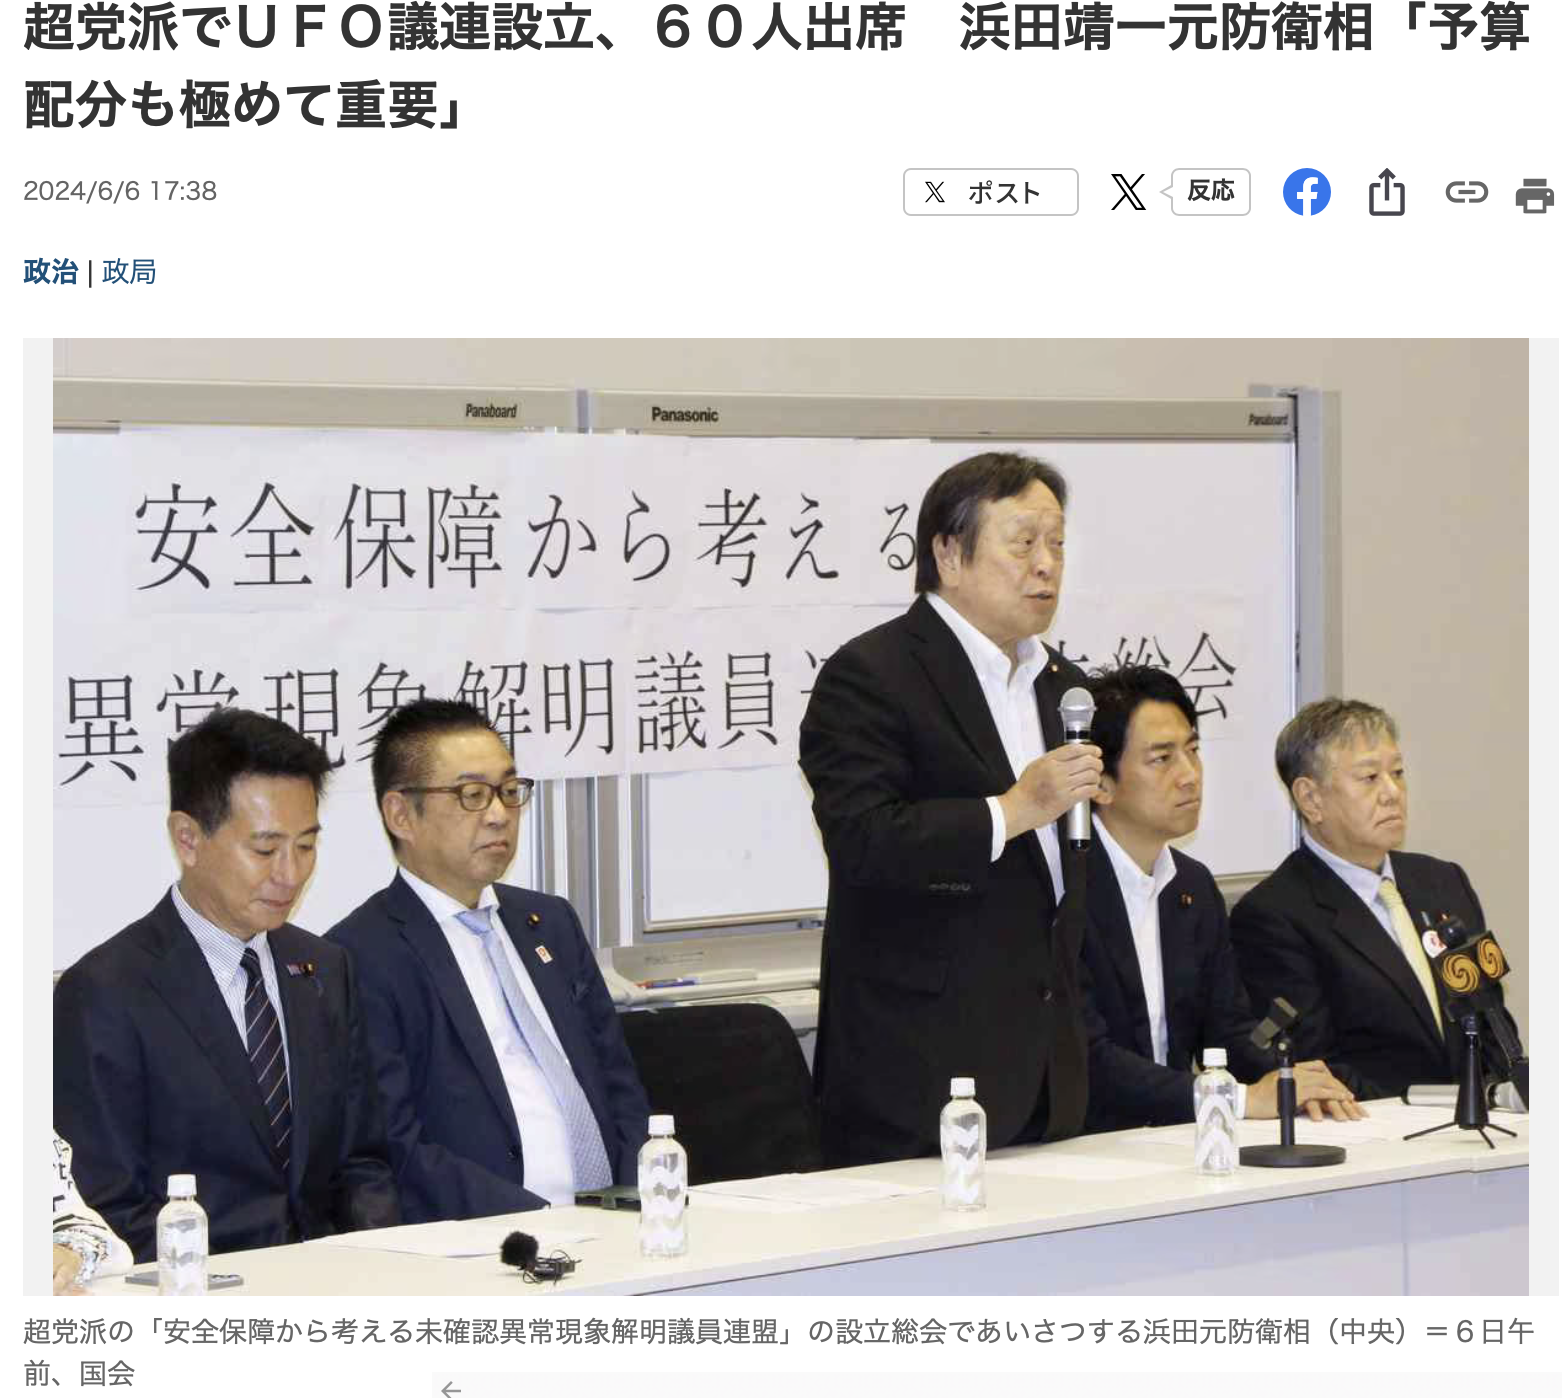 超党派でＵＦＯ議連設立、６０人出席　浜田靖一元防衛相「予算
配分も極めて重要」
2024/6/6 17:38
ポスト
反応
政治 | 政局
Panaboard
Panasonic
Panaboard
安全保障から考える
異常現象解明議員
総会
超党派の「安全保障から考える未確認異常現象解明議員連盟」の設立総会であいさつする浜田元防衛相（中央）＝６日午
前、国会